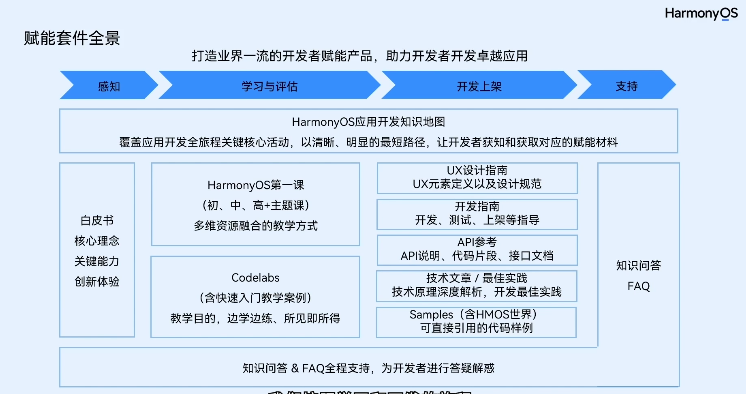 HarmonyOS
赋能套件全景
打造业界一流的开发者赋能产品，助力开发者开发卓越应用
感知
学习与评估
开发上架
支持
HarmonyOS应用开发知识地图
覆盖应用开发全旅程关键核心活动，以清晰、明显的最短路径，让开发者获知和获取对应的赋能材料
白皮书
核心理念
关键能力
创新体验
HarmonyOS第一课
（初、中、高+主题课）
多维资源融合的教学方式
Codelabs
（含快速入门教学案例）
教学目的，边学边练、所见即所得
UX设计指南
UX元素定义以及设计规范
开发指南
开发、测试、上架等指导
API参考
API说明、代码片段、接口文档
技术文章 / 最佳实践
技术原理深度解析，开发最佳实践
Samples（含HMOS世界）
可直接引用的代码样例
知识问答
FAQ
知识问答 & FAQ全程支持，为开发者进行答疑解惑